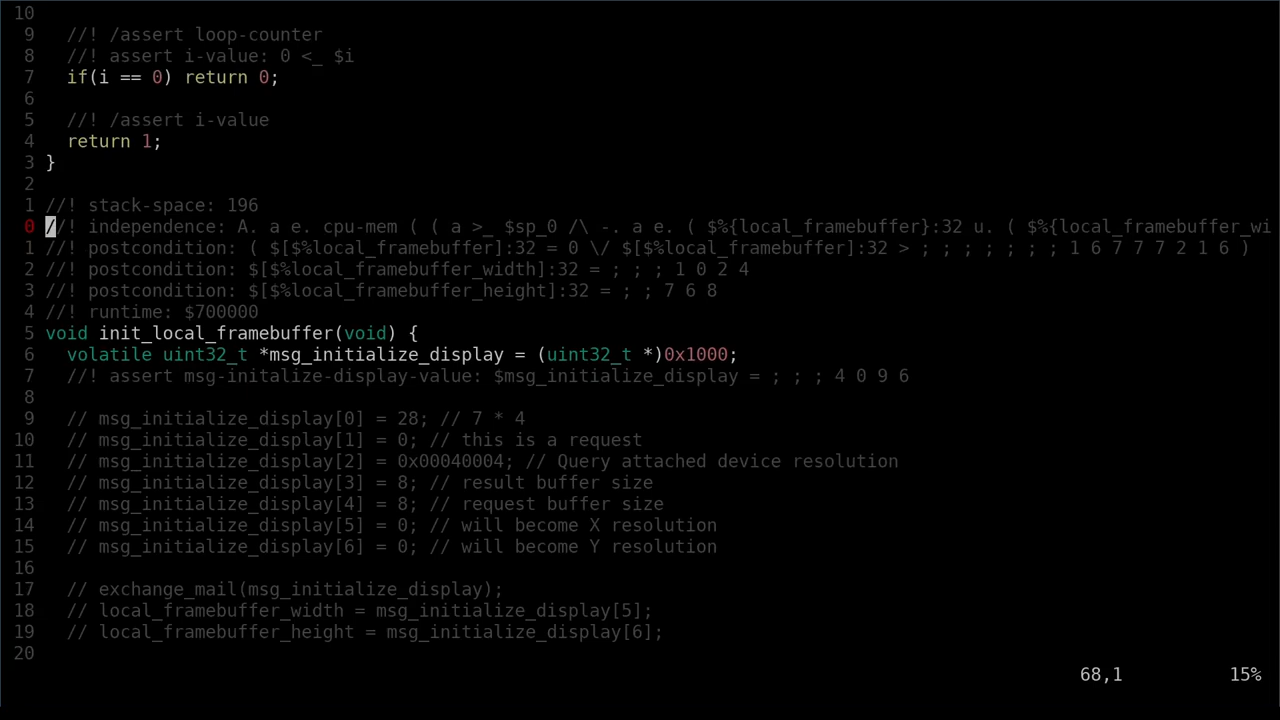 10
9   //! /assert loop-counter
8   //! assert i-value: 0 <_ $i
7   if(i == 0) return 0;
6
5   //! /assert i-value
4   return 1;
3 }
2
1 //! stack-space: 196
0 //! independence: A. a e. cpu-mem ( ( a >_ $sp_0 /\ -. a e. ( $%{local_framebuffer}:32 u. ( $%{local_framebuffer_wi
1 //! postcondition: ( $[$%local_framebuffer]:32 = 0 \/ $[$%local_framebuffer]:32 > ; ; ; ; ; ; ; 1 6 7 7 7 2 1 6 )
2 //! postcondition: $[$%local_framebuffer_width]:32 = ; ; ; 1 0 2 4
3 //! postcondition: $[$%local_framebuffer_height]:32 = ; ; 7 6 8
4 //! runtime: $700000
5 void init_local_framebuffer(void) {
6   volatile uint32_t *msg_initialize_display = (uint32_t *)0x1000;
7   //! assert msg-initalize-display-value: $msg_initialize_display = ; ; ; 4 0 9 6
8
9   // msg_initialize_display[0] = 28; // 7 * 4
10   // msg_initialize_display[1] = 0; // this is a request
11   // msg_initialize_display[2] = 0x00040004; // Query attached device resolution
12   // msg_initialize_display[3] = 8; // result buffer size
13   // msg_initialize_display[4] = 8; // request buffer size
14   // msg_initialize_display[5] = 0; // will become X resolution
15   // msg_initialize_display[6] = 0; // will become Y resolution
16
17   // exchange_mail(msg_initialize_display);
18   // local_framebuffer_width = msg_initialize_display[5];
19   // local_framebuffer_height = msg_initialize_display[6];
20
68,1 15%